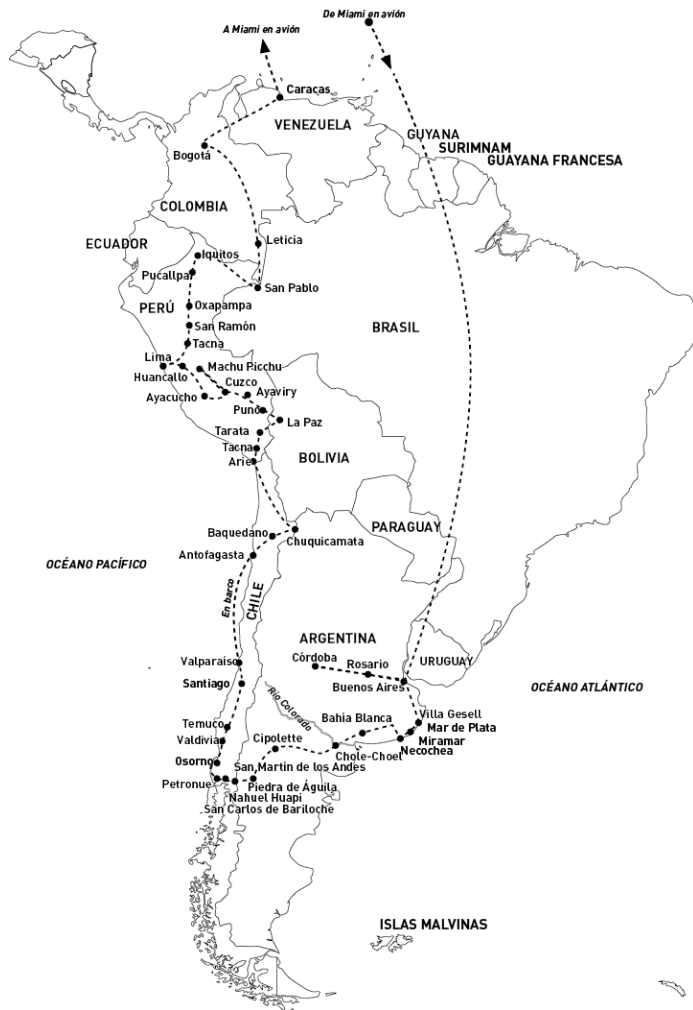 De Miami en avión
A Miami en avión
Caracas
VENEZUELA
GUYANA
SURIMNAM
GUAYANA FRANCESA
Bogotá
COLOMBIA
ECUADOR
Leticia
Iquitos
Pucallpa
San Pablo
PERÚ
Oxapampa
San Ramón
BRASIL
Tacna
Lima
Machu Picchu
Huancallo
Cuzco
Ayaviry
Ayacucho
Puno
La Paz
Tarata
Tacna
BOLIVIA
Arie
PARAGUAY
Baquedano
Chuquicamata
Antofagasta
OCÉANO PACÍFICO
En barco
CHILE
ARGENTINA
Córdoba
Rosario
URUGUAY
Valparaíso
Buenos Aires
OCÉANO ATLÁNTICO
Santiago
Río Colorado
Villa Gesell
Bahía Blanca
Mar de Plata
Temuco
Miramar
Valdivia
Cipolette
Necochea
Chole-Choel
Osorno
San Martín de los Andes
Petronue
Piedra de Águila
Nahuel Huapi
San Carlos de Bariloche
ISLAS MALVINAS